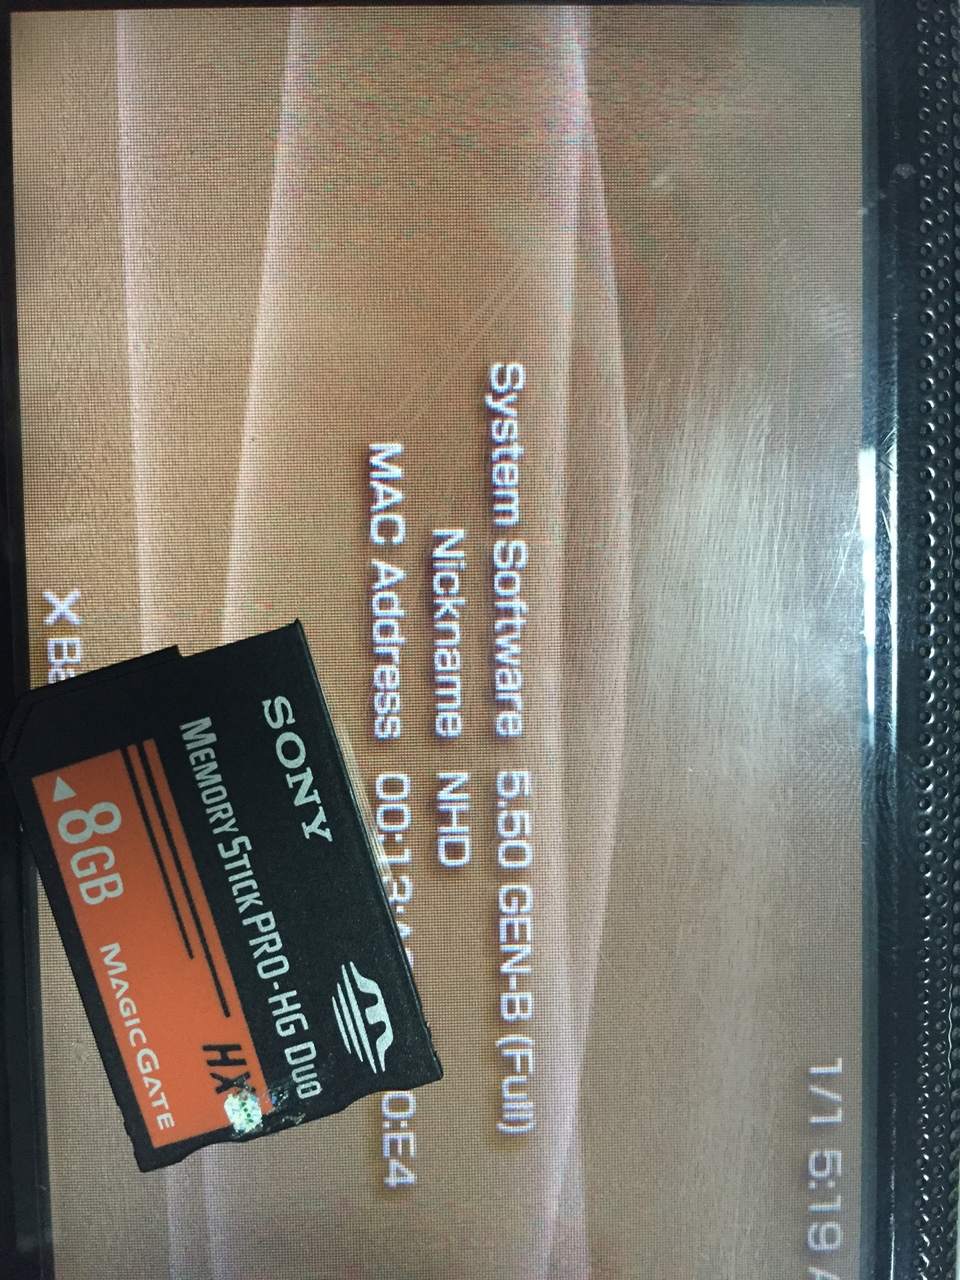 1/1 5:19
System Software 5.50 GEN-B (Full)
Nickname NHD
MAC Address 00:13:
0:E4
X
SONY
MEMORY STICK PRO-HG DUO
HX
8GB MAGICGATE